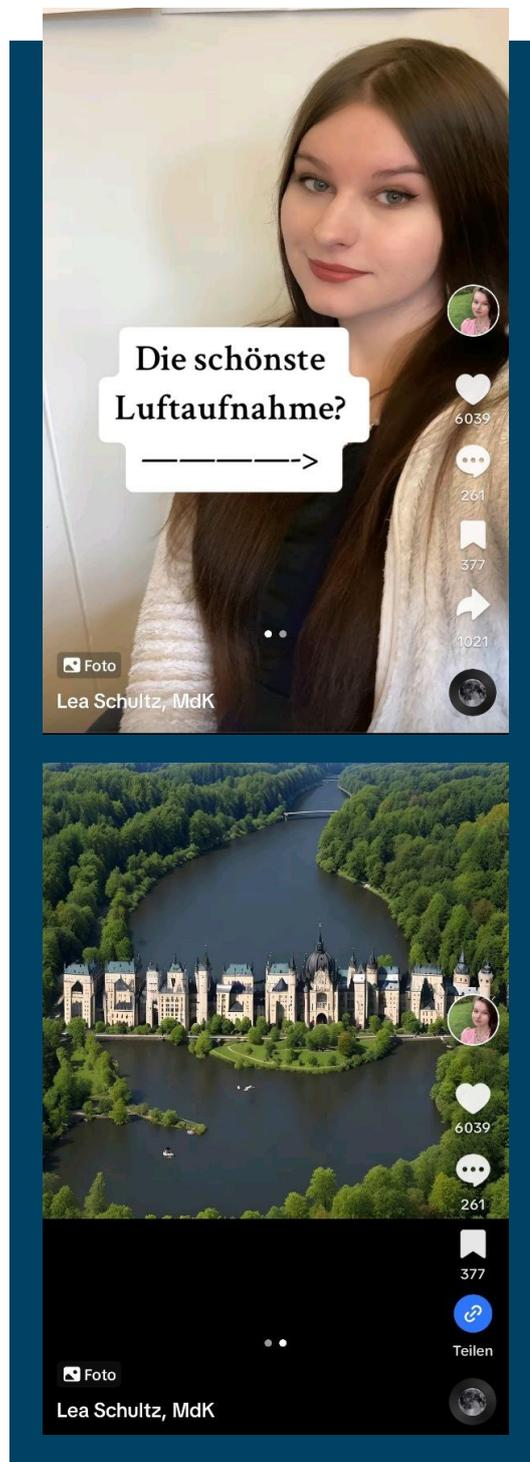 Die schönste
Luftaufnahme?
———————->
6039
261
377
1021
Foto
Lea Schultz, MdK
6039
261
377
Teilen
Foto
Lea Schultz, MdK